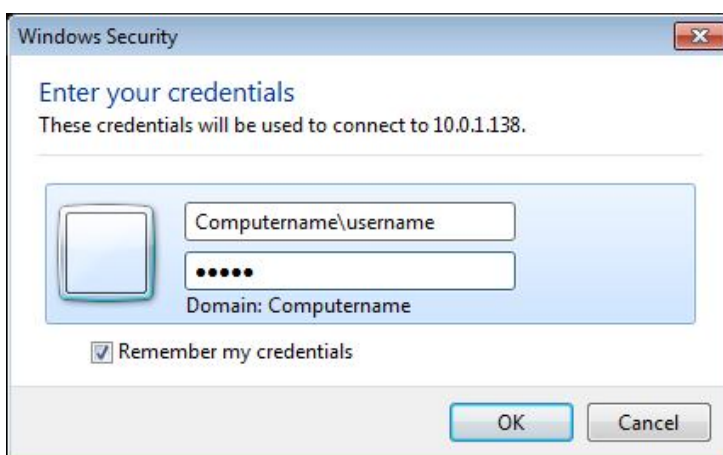 Windows Security
Enter your credentials
These credentials will be used to connect to 10.0.1.138.
Computername\username
•••••
Domain: Computername
Remember my credentials
OK
Cancel